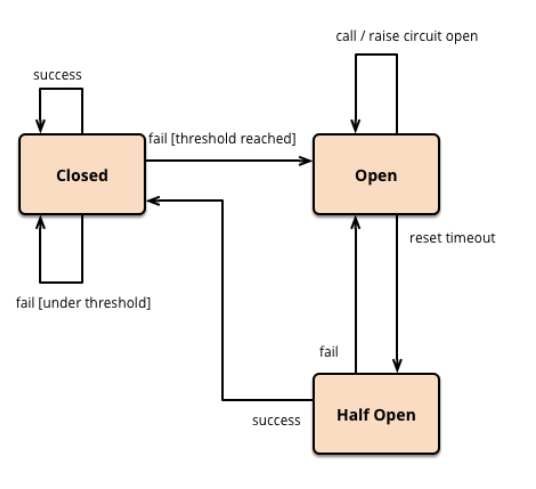 call / raise circuit open
success
fail [threshold reached]
Closed
Open
reset timeout
fail [under threshold]
fail
Half Open
success